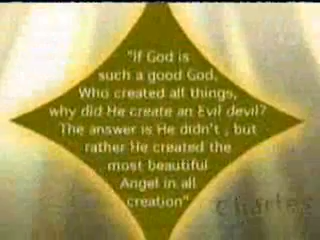 "If God is
such a good God,
Who created all things,
why did He create an Evil devil?
The answer is He didn't , but
rather He created the
most beautiful
Angel in all
creation"
Charles